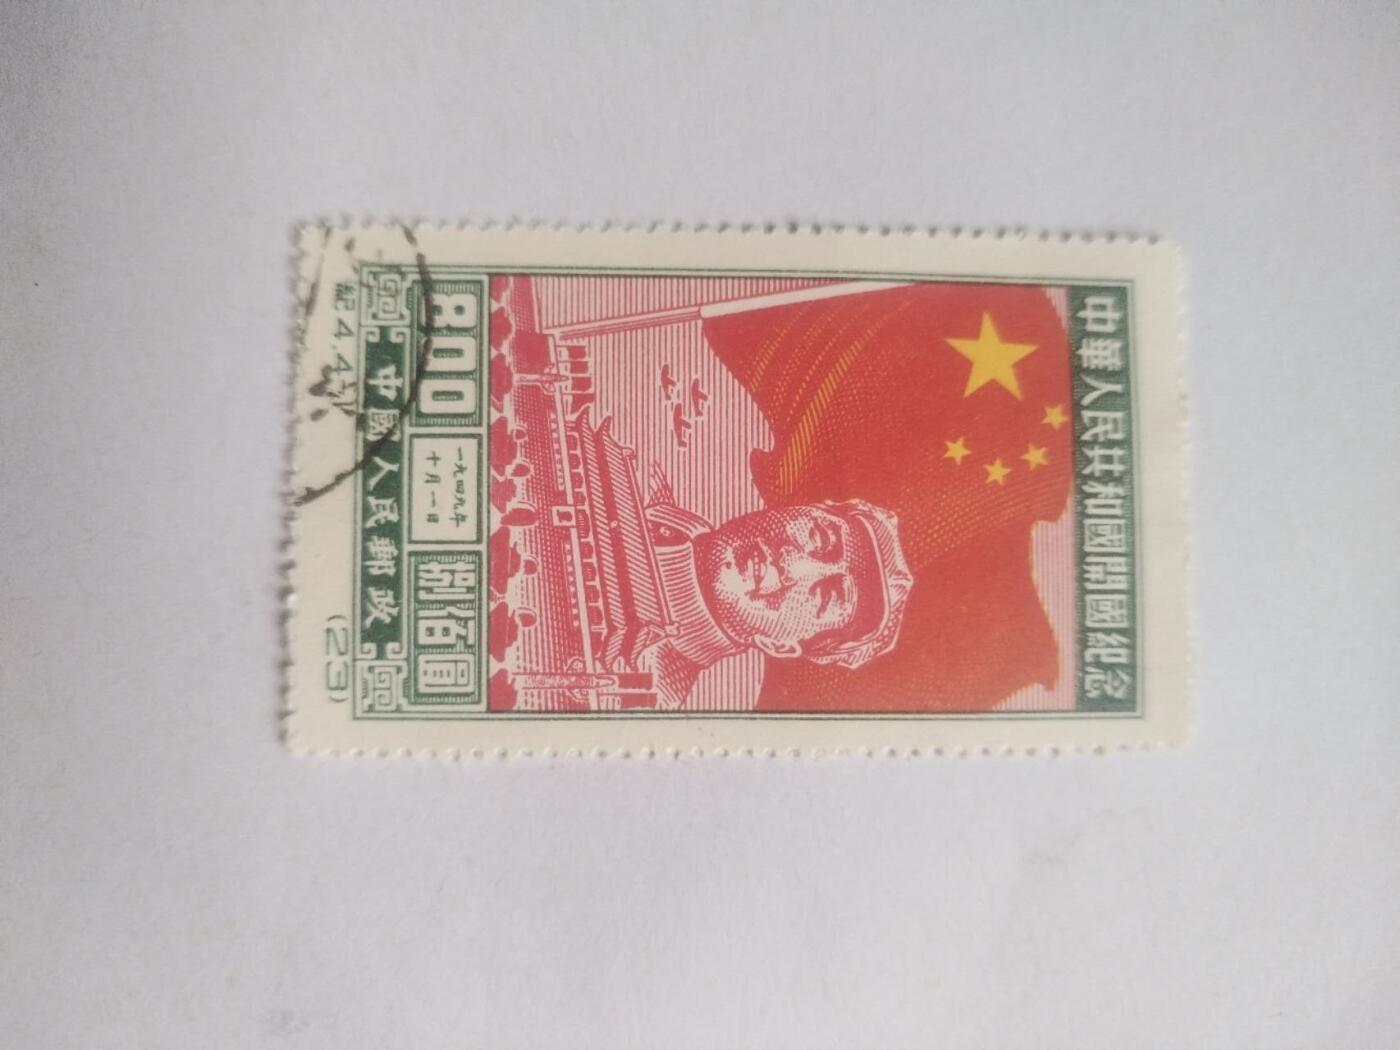 中華人民共和國開國紀念
800
一九四九年
十月一日
捌佰圓
中國人民郵政
紀4.4-
(23)